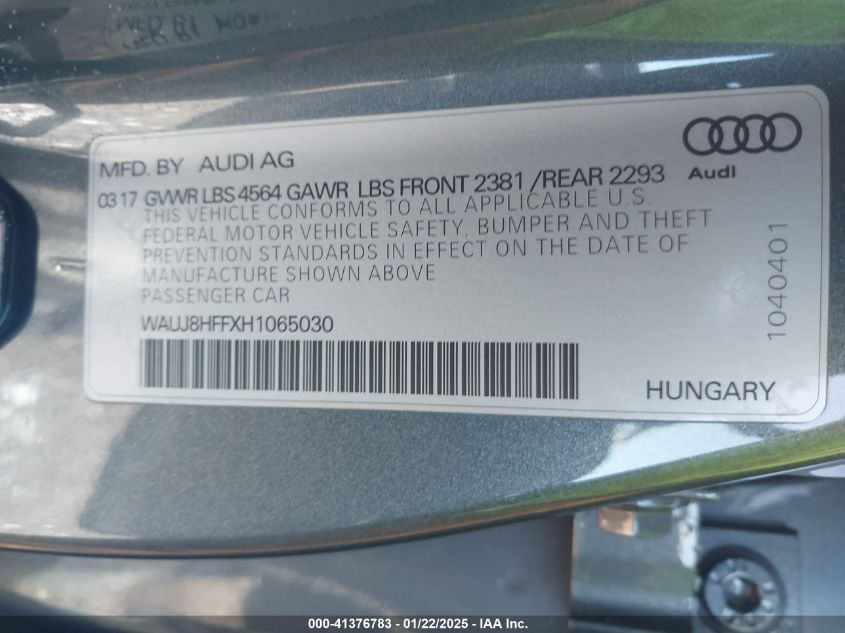 MFD. BY AUDI AG
Audi
03 17 GVWR LBS 4564 GAWR LBS FRONT 2381 /REAR 2293
THIS VEHICLE CONFORMS TO ALL APPLICABLE U.S.
FEDERAL MOTOR VEHICLE SAFETY, BUMPER AND THEFT
PREVENTION STANDARDS IN EFFECT ON THE DATE OF
MANUFACTURE SHOWN ABOVE
PASSENGER CAR
WAUJ8HFFXH1065030
1040401
HUNGARY
000-41376783 - 01/22/2025 - IAA Inc.